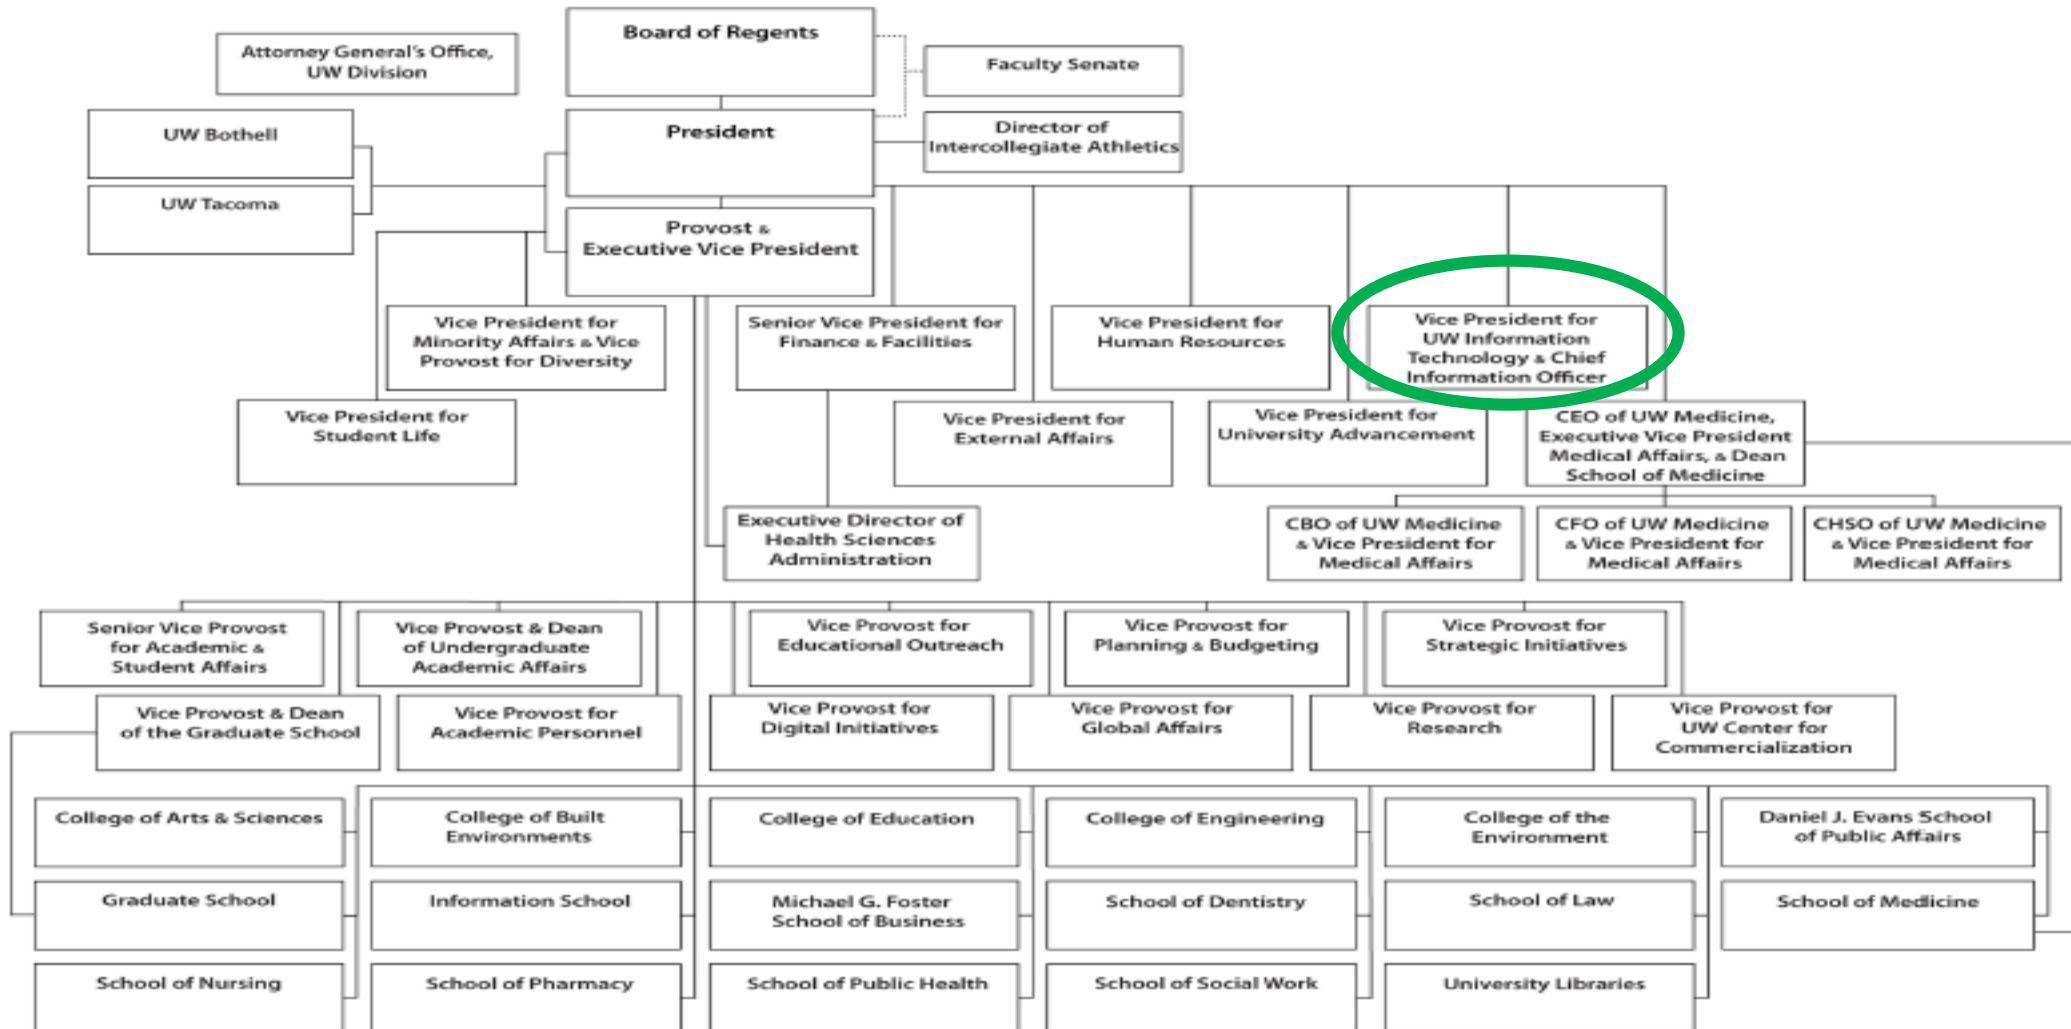 Board of Regents
Attorney General's Office,
UW Division
Faculty Senate
President
Director of
Intercollegiate Athletics
UW Bothell
UW Tacoma
Provost &
Executive Vice President
Vice President for
Minority Affairs & Vice
Provost for Diversity
Senior Vice President for
Finance & Facilities
Vice President for
Human Resources
Vice President for
UW Information
Technology & Chief
Information Officer
Vice President for
Student Life
Vice President for
External Affairs
Vice President for
University Advancement
CEO of UW Medicine,
Executive Vice President
Medical Affairs, & Dean
School of Medicine
Executive Director of
Health Sciences
Administration
CBO of UW Medicine
& Vice President for
Medical Affairs
CFO of UW Medicine
& Vice President for
Medical Affairs
CHSO of UW Medicine
& Vice President for
Medical Affairs
Senior Vice Provost
for Academic &
Student Affairs
Vice Provost & Dean
of Undergraduate
Academic Affairs
Vice Provost for
Educational Outreach
Vice Provost for
Planning & Budgeting
Vice Provost for
Strategic Initiatives
Vice Provost & Dean
of the Graduate School
Vice Provost for
Academic Personnel
Vice Provost for
Digital Initiatives
Vice Provost for
Global Affairs
Vice Provost for
Research
Vice Provost for
UW Center for
Commercialization
College of Arts & Sciences
College of Built
Environments
College of Education
College of Engineering
College of the
Environment
Daniel J. Evans School
of Public Affairs
Graduate School
Information School
Michael G. Foster
School of Business
School of Dentistry
School of Law
School of Medicine
School of Nursing
School of Pharmacy
School of Public Health
School of Social Work
University Libraries